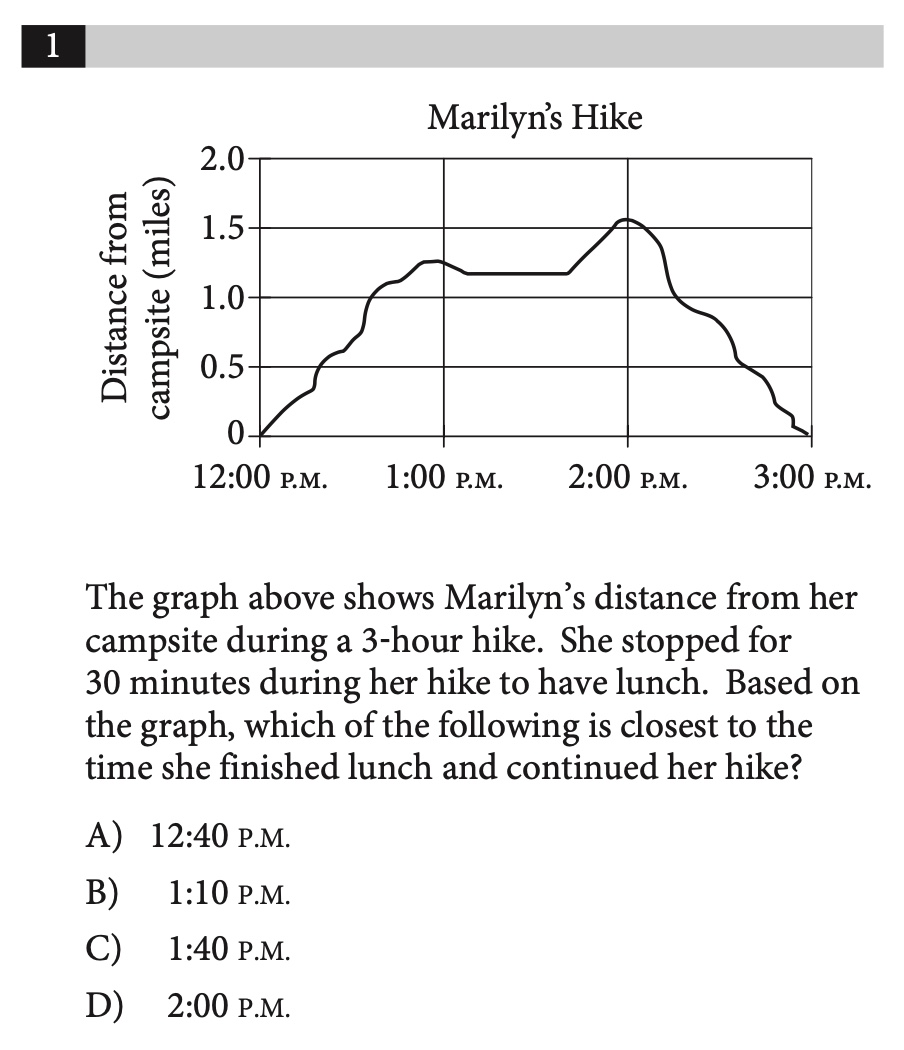 1
Marilyn’s Hike
Distance from
campsite (miles)
2.0
1.5
1.0
0.5
0
12:00 P.M. 1:00 P.M. 2:00 P.M. 3:00 P.M.
The graph above shows Marilyn’s distance from her
campsite during a 3-hour hike. She stopped for
30 minutes during her hike to have lunch. Based on
the graph, which of the following is closest to the
time she finished lunch and continued her hike?
A) 12:40 P.M.
B) 1:10 P.M.
C) 1:40 P.M.
D) 2:00 P.M.